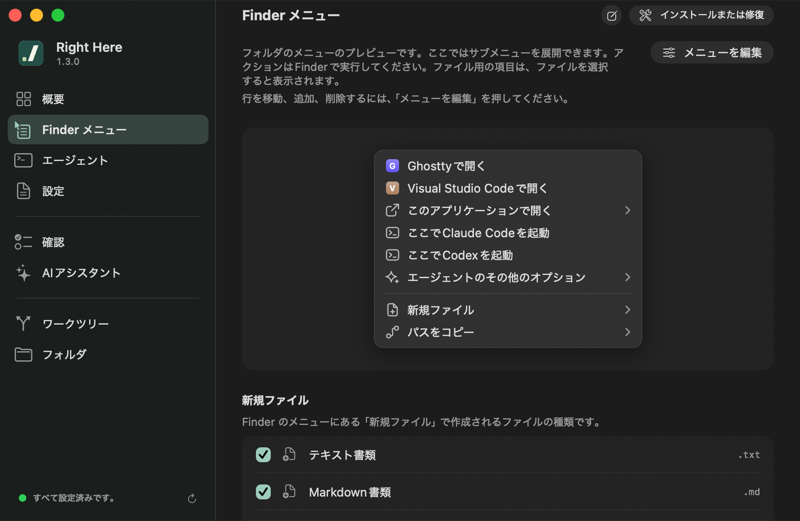 Right Here
1.3.0
概要
Finder メニュー
エージェント
設定
確認
AIアシスタント
ワークツリー
フォルダ
すべて設定済みです。
Finder メニュー
インストールまたは修復
フォルダのメニューのプレビューです。ここではサブメニューを展開できます。ア
クションはFinderで実行してください。ファイル用の項目は、ファイルを選択
すると表示されます。
行を移動、追加、削除するには、「メニューを編集」を押してください。
メニューを編集
G Ghosttyで開く
V Visual Studio Codeで開く
このアプリケーションで開く
ここでClaude Codeを起動
ここでCodexを起動
エージェントのその他のオプション
新規ファイル
パスをコピー
新規ファイル
Finder のメニューにある「新規ファイル」で作成されるファイルの種類です。
テキスト書類 .txt
Markdown書類 .md